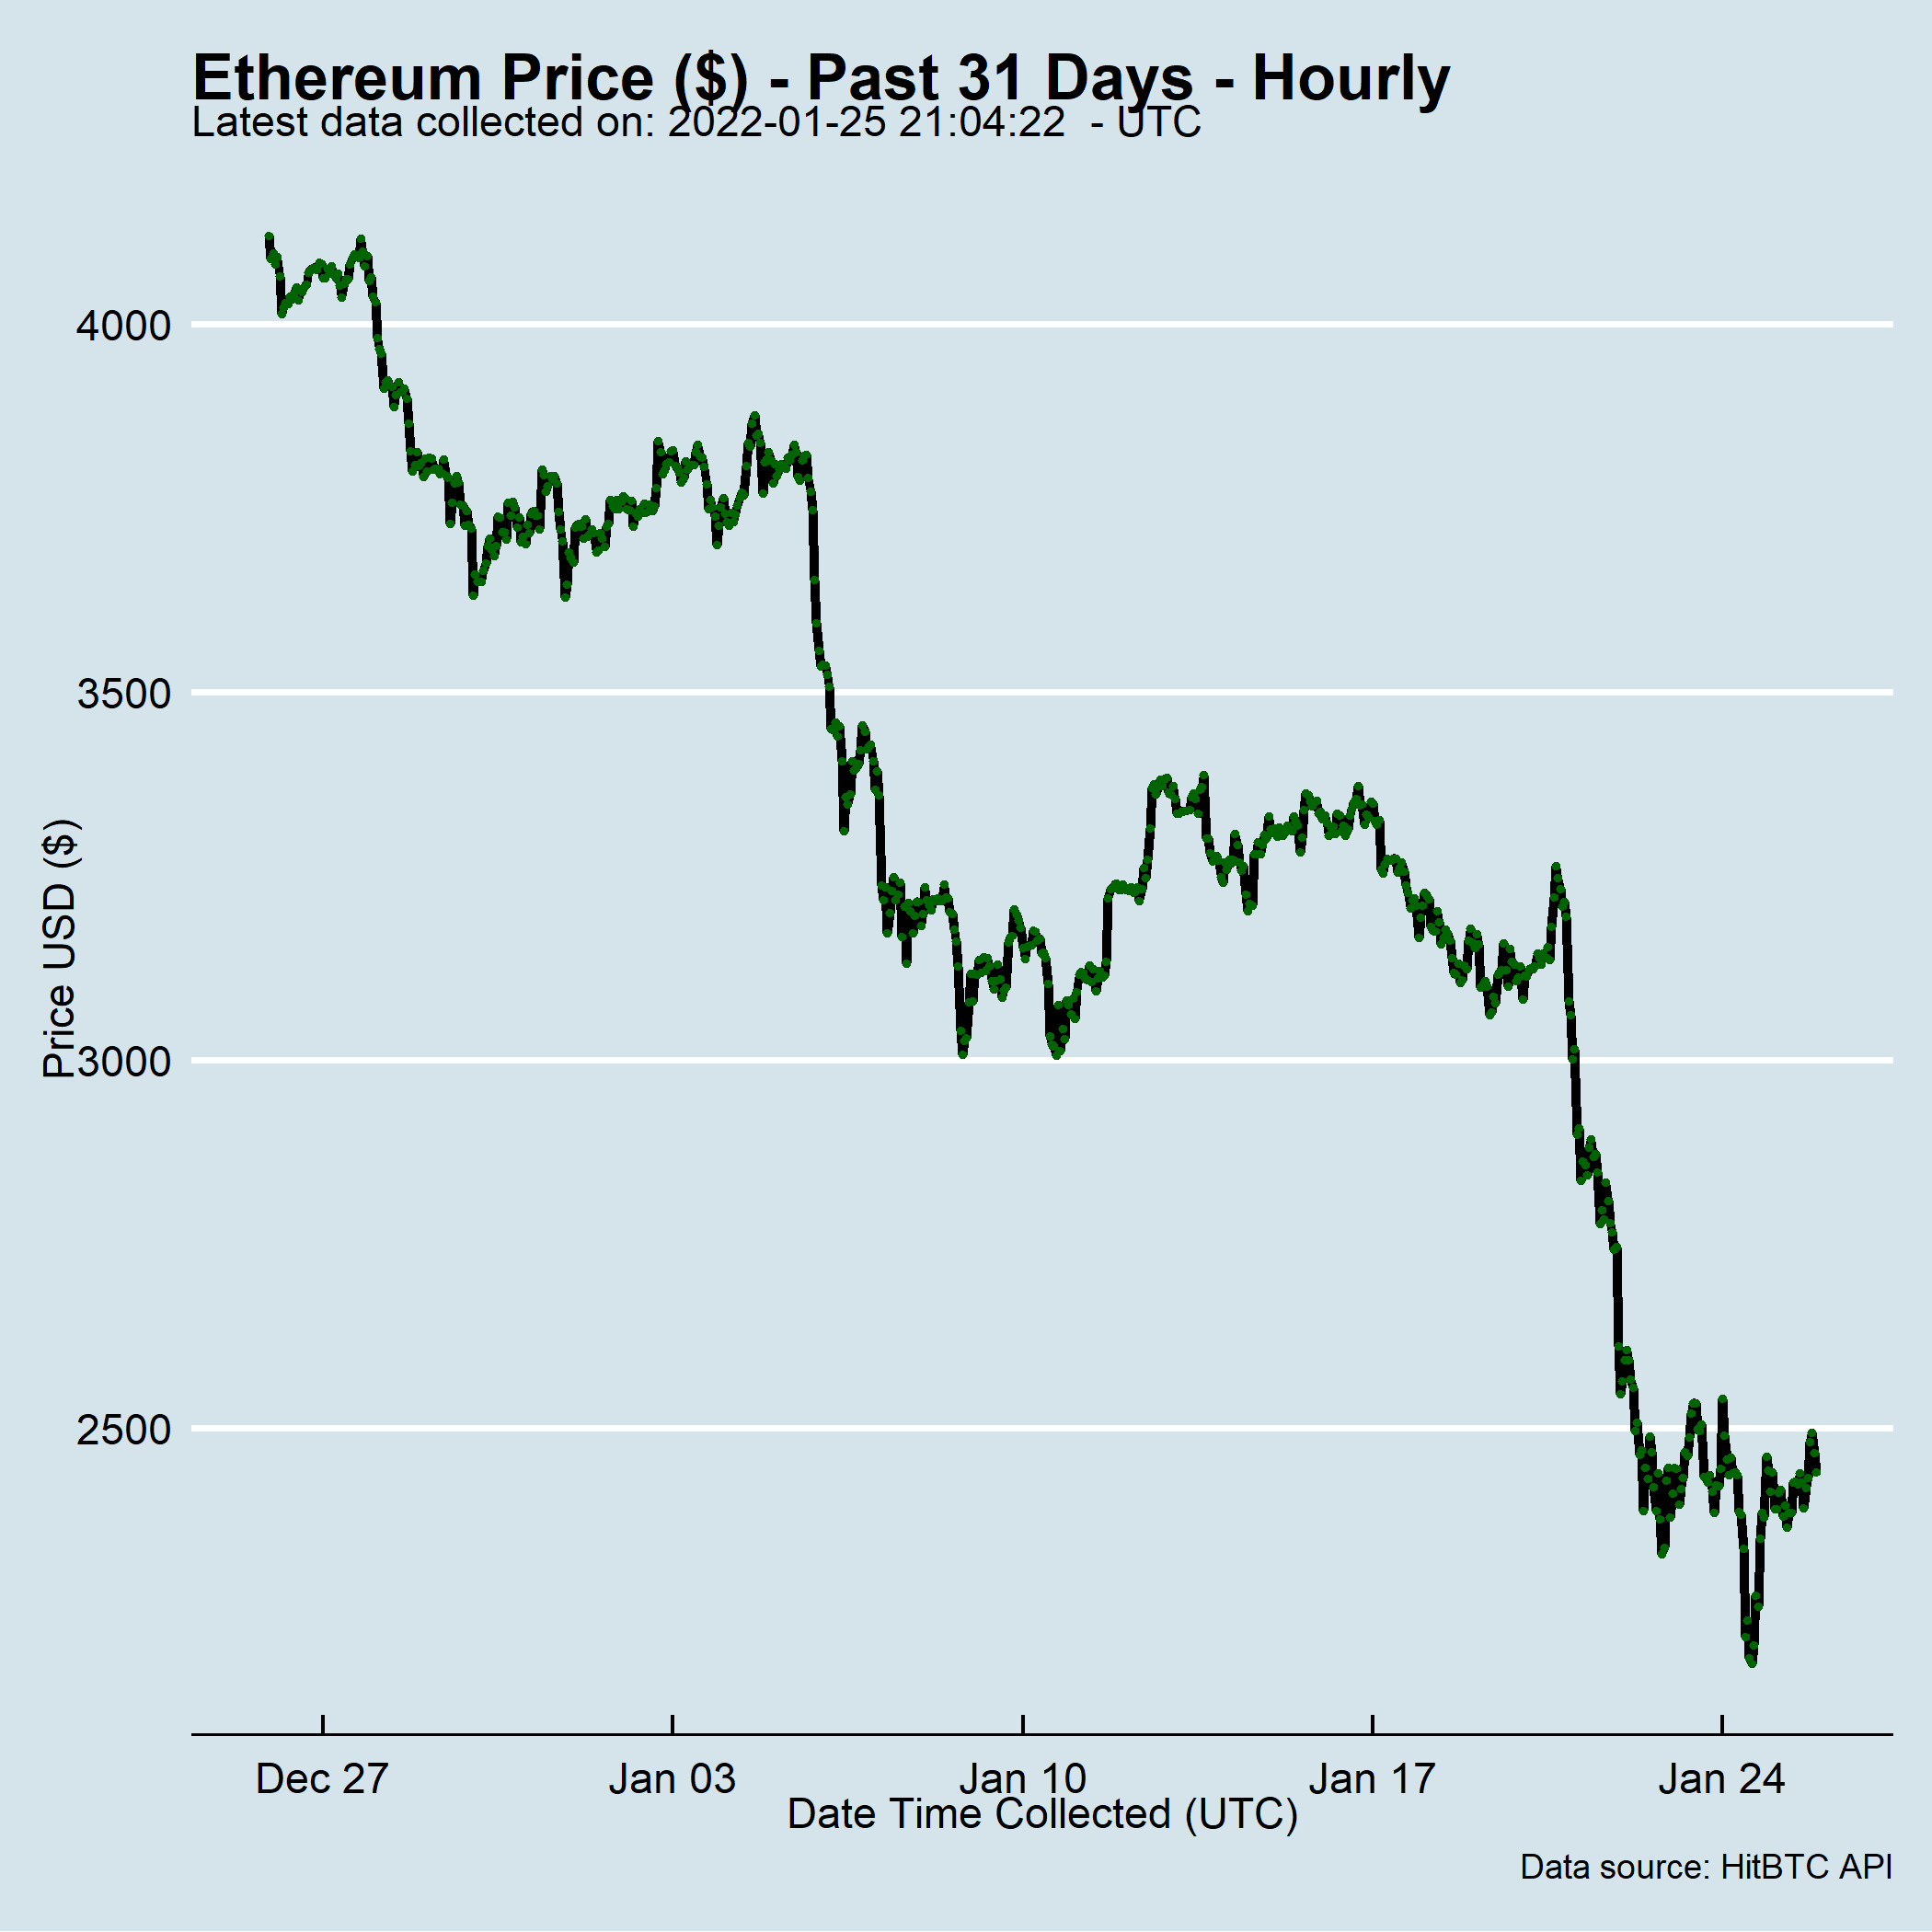 Ethereum Price ($) - Past 31 Days - Hourly
Latest data collected on: 2022-01-25 21:04:22  - UTC
4000
3500
3000
2500
Price USD ($)
Dec 27
Jan 03
Jan 10
Jan 17
Jan 24
Date Time Collected (UTC)
Data source: HitBTC API